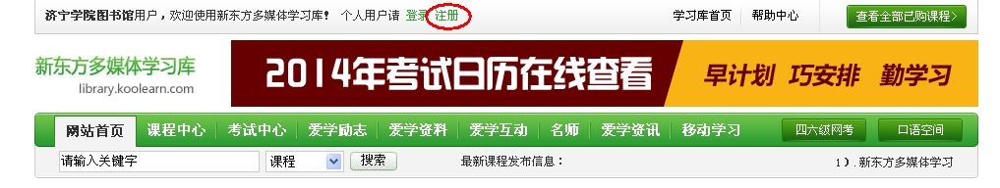 济宁学院图书馆用户，欢迎使用新东方多媒体学习库！ 个人用户请 登录 注册 学习库首页 帮助中心 查看全部已购课程>
新东方多媒体学习库
library.koolearn.com
2014年考试日历在线查看 早计划 巧安排 勤学习
网站首页 课程中心 考试中心 爱学励志 爱学资料 爱学互动 名师 爱学资讯 移动学习 四六级网考 口语空间
请输入关键字 课程 搜索 最新课程发布信息： 1）.新东方多媒体学习